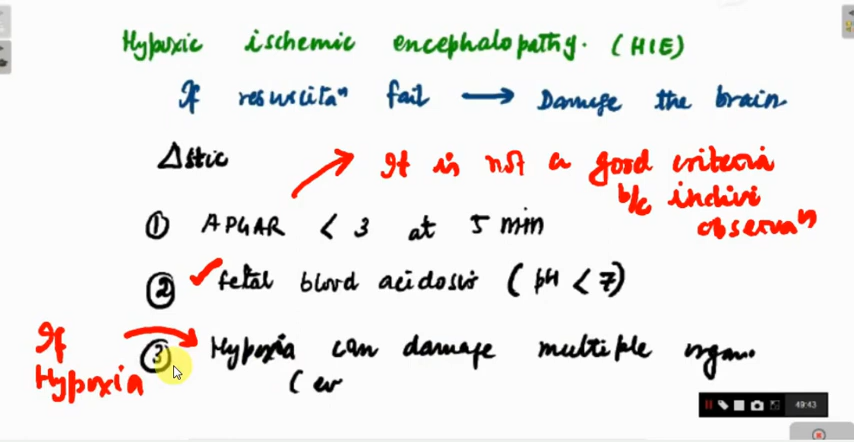 Hypoxic ischemic encephalopathy. (HIE)
If resuscitaⁿ fail → Damage the brain
Δstic
It is not a good criteria
b/c indivi
observaⁿ
① APGAR < 3 at 5 min
② ✓ fetal blood acidosis (pH < 7)
If Hypoxia → ③ Hypoxia can damage multiple organ.
(ev
49:43